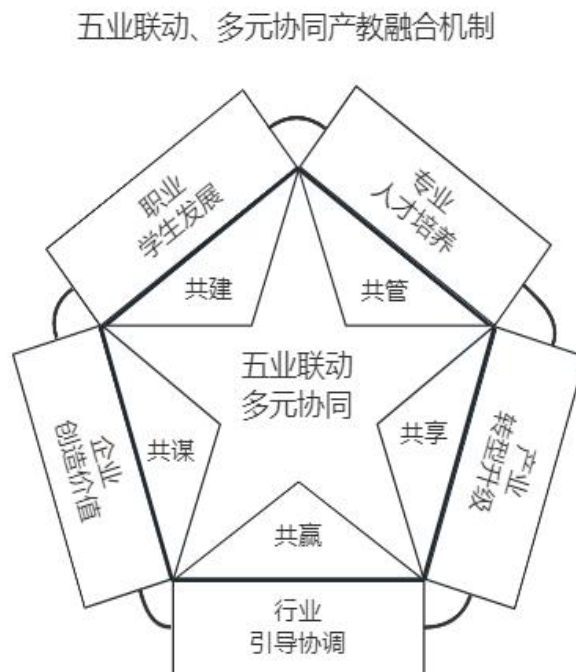 五业联动、多元协同产教融合机制
职业
学生发展
专业
人才培养
共建
共管
五业联动
多元协同
企业
创造价值
共谋
共享
产业
转型升级
共赢
行业
引导协调